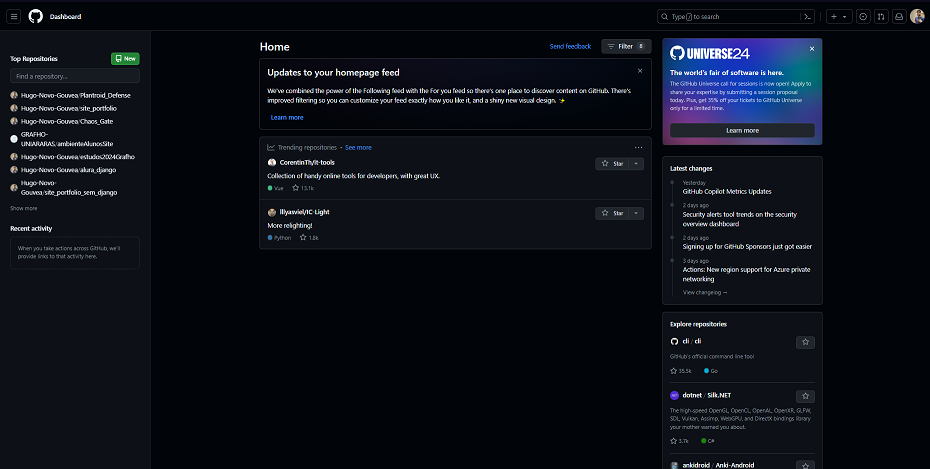 Dashboard
Type / to search
Top Repositories
New
Find a repository...
Hugo-Novo-Gouvea/Plantroid_Defense
Hugo-Novo-Gouvea/site_portfolio
Hugo-Novo-Gouvea/Chaos_Gate
GRAFHO-
UNIARARAS/ambienteAlunosSite
Hugo-Novo-Gouvea/estudos2024Grafho
Hugo-Novo-Gouvea/alura_django
Hugo-Novo-
Gouvea/site_portfolio_sem_django
Show more
Recent activity
When you take actions across GitHub, we'll
provide links to that activity here.
Home
Send feedback
Filter 8
Updates to your homepage feed
We've combined the power of the Following feed with the For you feed so there's one place to discover content on GitHub. There's
improved filtering so you can customize your feed exactly how you like it, and a shiny new visual design. ✨
Learn more
Trending repositories · See more
CorentinTh/it-tools
Star
Collection of handy online tools for developers, with great UX.
Vue 13.1k
lllyasviel/IC-Light
Star
More relighting!
Python 1.8k
UNIVERSE24
The world's fair of software is here.
The GitHub Universe call for sessions is now open! Apply to
share your expertise by submitting a session proposal
today. Plus, get 35% off your tickets to GitHub Universe
only for a limited time.
Learn more
Latest changes
Yesterday
GitHub Copilot Metrics Updates
2 days ago
Security alerts tool trends on the security
overview dashboard
2 days ago
Signing up for GitHub Sponsors just got easier
3 days ago
Actions: New region support for Azure private
networking
View changelog →
Explore repositories
cli / cli
GitHub's official command line tool
35.5k Go
dotnet / Silk.NET
The high-speed OpenGL, OpenCL, OpenAL, OpenXR, GLFW,
SDL, Vulkan, Assimp, WebGPU, and DirectX bindings library
your mother warned you about.
3.7k C#
ankidroid / Anki-Android